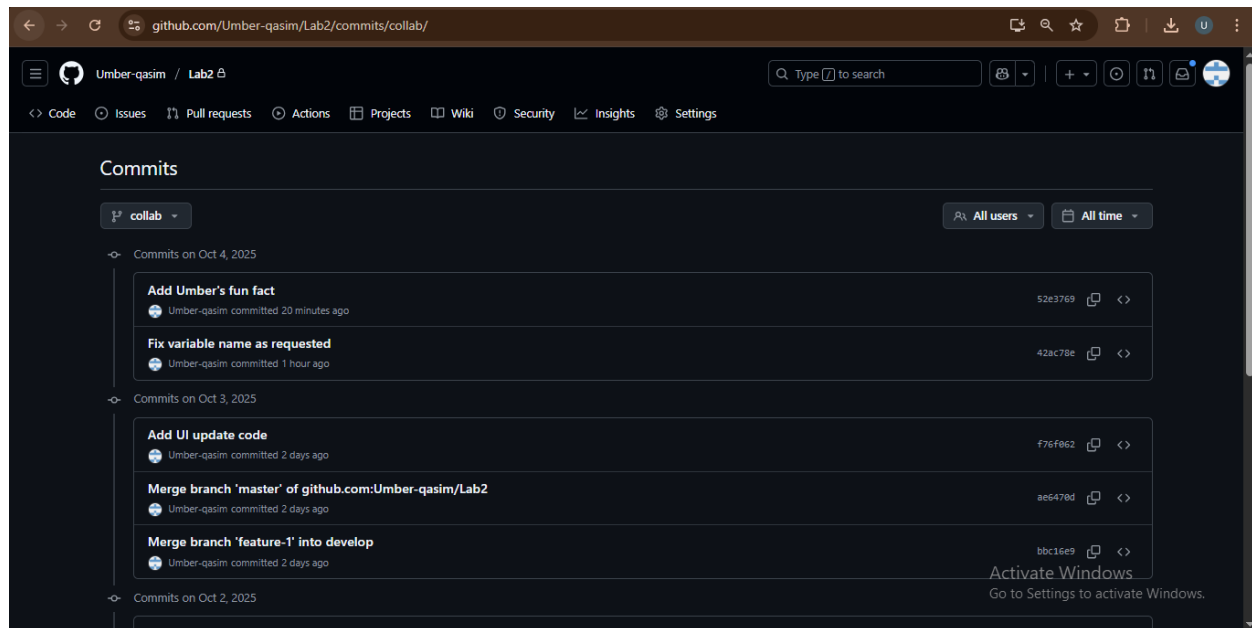 github.com/Umber-qasim/Lab2/commits/collab/
U
Umber-qasim / Lab2
Type / to search
Code Issues Pull requests Actions Projects Wiki Security Insights Settings
Commits
collab
All users All time
Commits on Oct 4, 2025
Add Umber's fun fact
Umber-qasim committed 20 minutes ago
52e3769
Fix variable name as requested
Umber-qasim committed 1 hour ago
42ac78e
Commits on Oct 3, 2025
Add UI update code
Umber-qasim committed 2 days ago
f76f062
Merge branch 'master' of github.com:Umber-qasim/Lab2
Umber-qasim committed 2 days ago
ae6470d
Merge branch 'feature-1' into develop
Umber-qasim committed 2 days ago
bbc16e9
Activate Windows
Go to Settings to activate Windows.
Commits on Oct 2, 2025